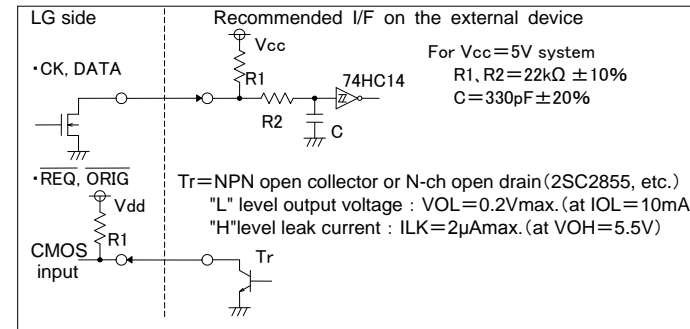 LG side
Recommended I/F on the external device
Vcc
For Vcc=5V system
・CK, DATA
R1
74HC14
R1、R2=22kΩ ±10%
C=330pF±20%
R2
C
・REQ, ORIG
Tr=NPN open collector or N-ch open drain(2SC2855, etc.)
Vdd
"L" level output voltage : VOL=0.2Vmax.(at IOL=10mA
"H"level leak current : ILK=2μAmax.(at VOH=5.5V)
R1
CMOS
input
Tr